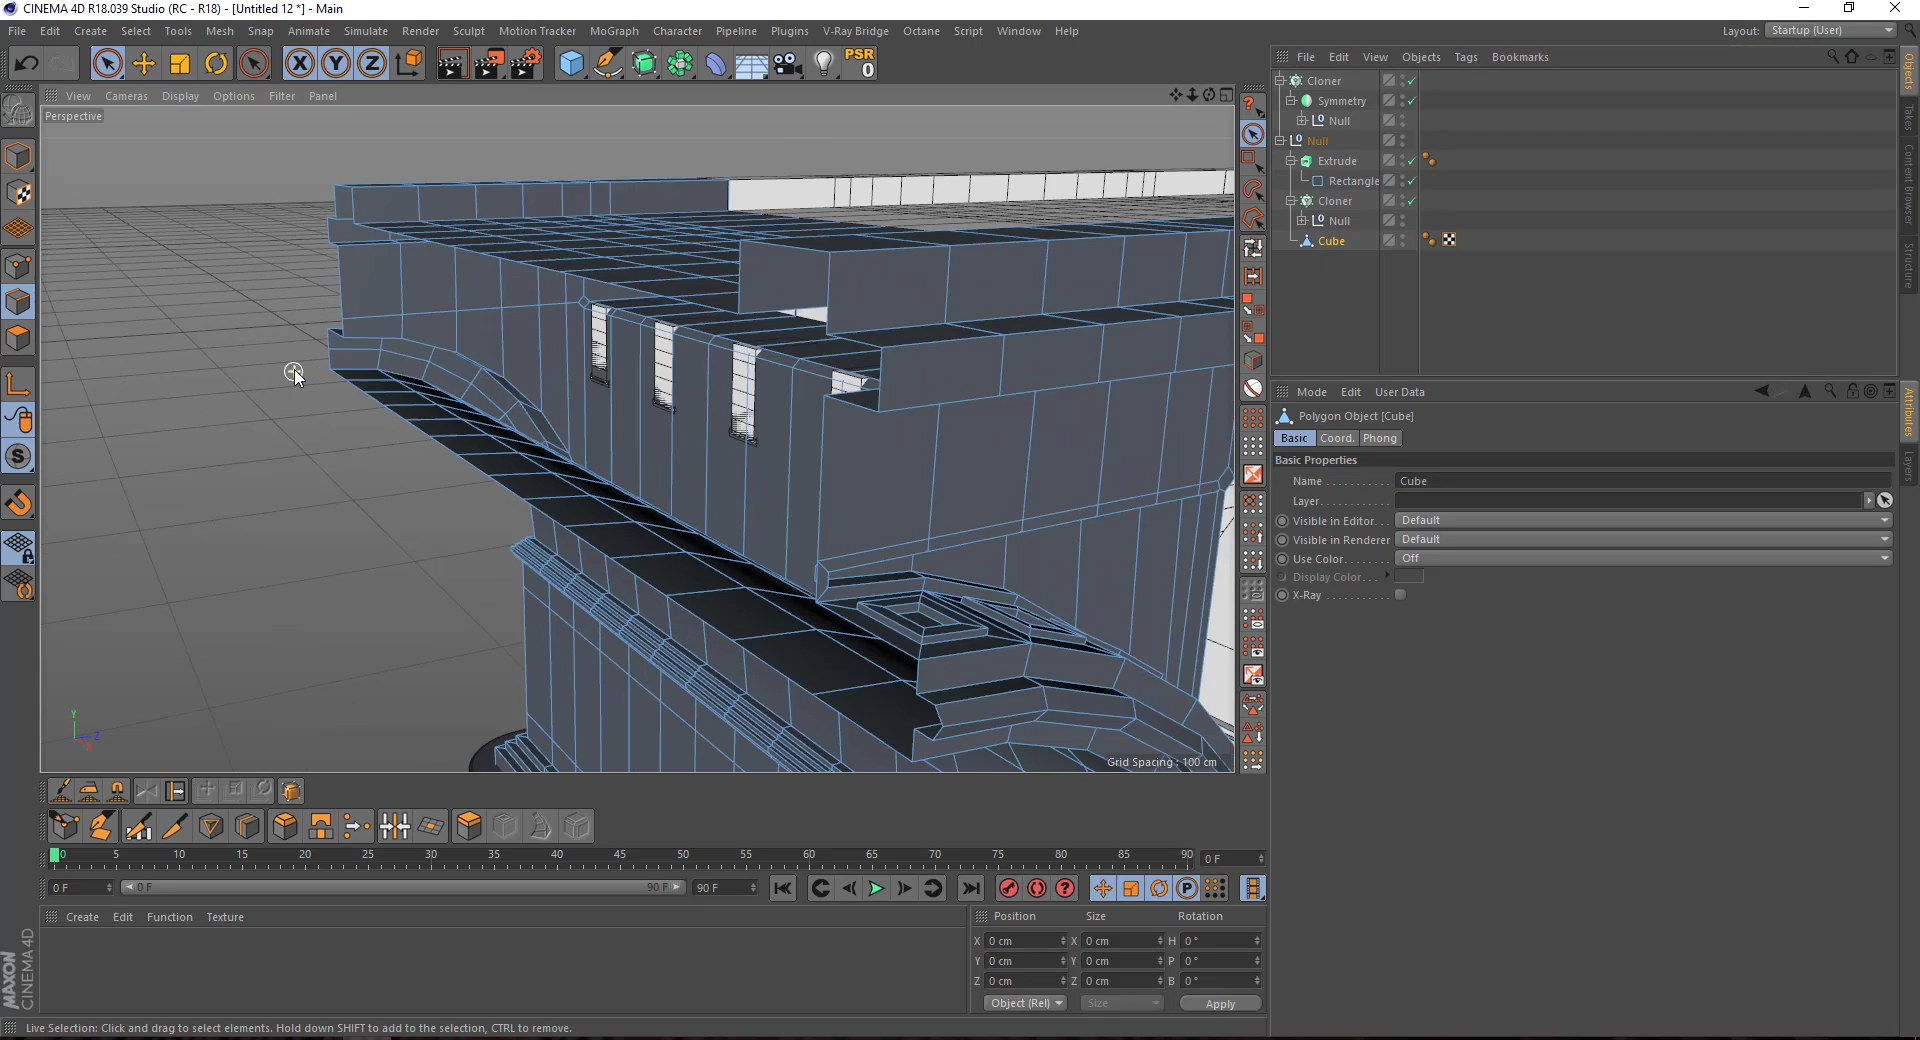 CINEMA 4D R18.039 Studio (RC - R18) - [Untitled 12 *] - Main
File Edit Create Select Tools Mesh Snap Animate Simulate Render Sculpt Motion Tracker MoGraph Character Pipeline Plugins V-Ray Bridge Octane Script Window Help
Layout: Startup (User)
X Y Z PSR 0
File Edit View Objects Tags Bookmarks
View Cameras Display Options Filter Panel
Perspective
Cloner
Symmetry
Null
Null
Extrude
Rectangle
Cloner
Null
Cube
Objects
Takes
Content Browser
Structure
Mode Edit User Data
Polygon Object [Cube]
Basic Coord. Phong
Basic Properties
Name . . . . . . . . . . . Cube
Layer. . . . . . . . . . . .
Visible in Editor. . . Default
Visible in Renderer Default
Use Color. . . . . . . . Off
Display Color. . .
X-Ray . . . . . . . . . . .
Attributes
Layers
Y
Z
X
Grid Spacing : 100 cm
0 5 10 15 20 25 30 35 40 45 50 55 60 65 70 75 80 85 90 0 F
0 F 0 F 90 F 90 F
Create Edit Function Texture
Position Size Rotation
X 0 cm X 0 cm H 0 °
Y 0 cm Y 0 cm P 0 °
Z 0 cm Z 0 cm B 0 °
Object (Rel) Size Apply
MAXON
CINEMA 4D
Live Selection: Click and drag to select elements. Hold down SHIFT to add to the selection, CTRL to remove.